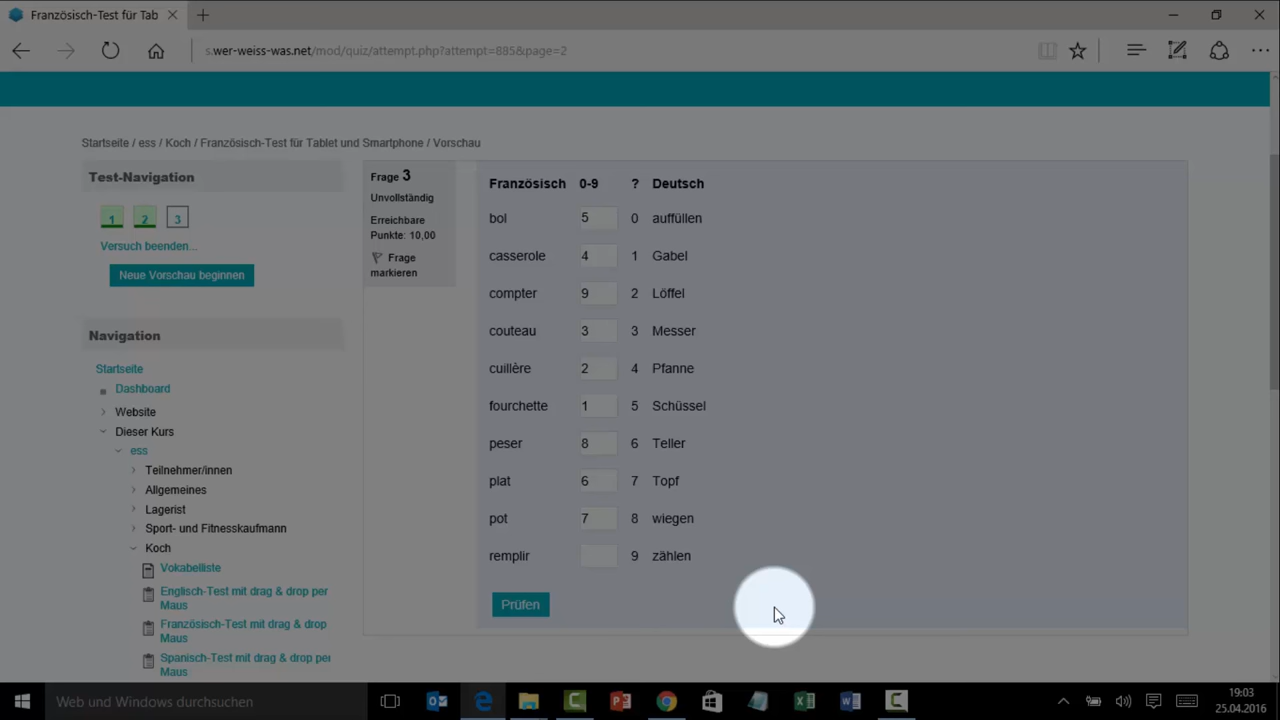 Französisch-Test für Tab
s.wer-weiss-was.net/mod/quiz/attempt.php?attempt=895&page=2
Startseite / ess / Koch / Französisch-Test für Tablet und Smartphone / Vorschau
Test-Navigation
1 2 3
Versuch beenden...
Neue Vorschau beginnen
Navigation
Startseite
Dashboard
Website
Dieser Kurs
ess
Teilnehmer/innen
Allgemeines
Lagerist
Sport- und Fitnesskaufmann
Koch
Vokabelliste
Englisch-Test mit drag & drop per
Maus
Französisch-Test mit drag & drop
Maus
Spanisch-Test mit drag & drop per
Maus
Frage 3
Unvollständig
Erreichbare
Punkte: 10,00
Frage
markieren
Französisch 0-9 ? Deutsch
bol 5 0 auffüllen
casserole 4 1 Gabel
compter 9 2 Löffel
couteau 3 3 Messer
cuillère 2 4 Pfanne
fourchette 1 5 Schüssel
peser 8 6 Teller
plat 6 7 Topf
pot 7 8 wiegen
remplir 9 zählen
Prüfen
Web und Windows durchsuchen
19:03
25.04.2016